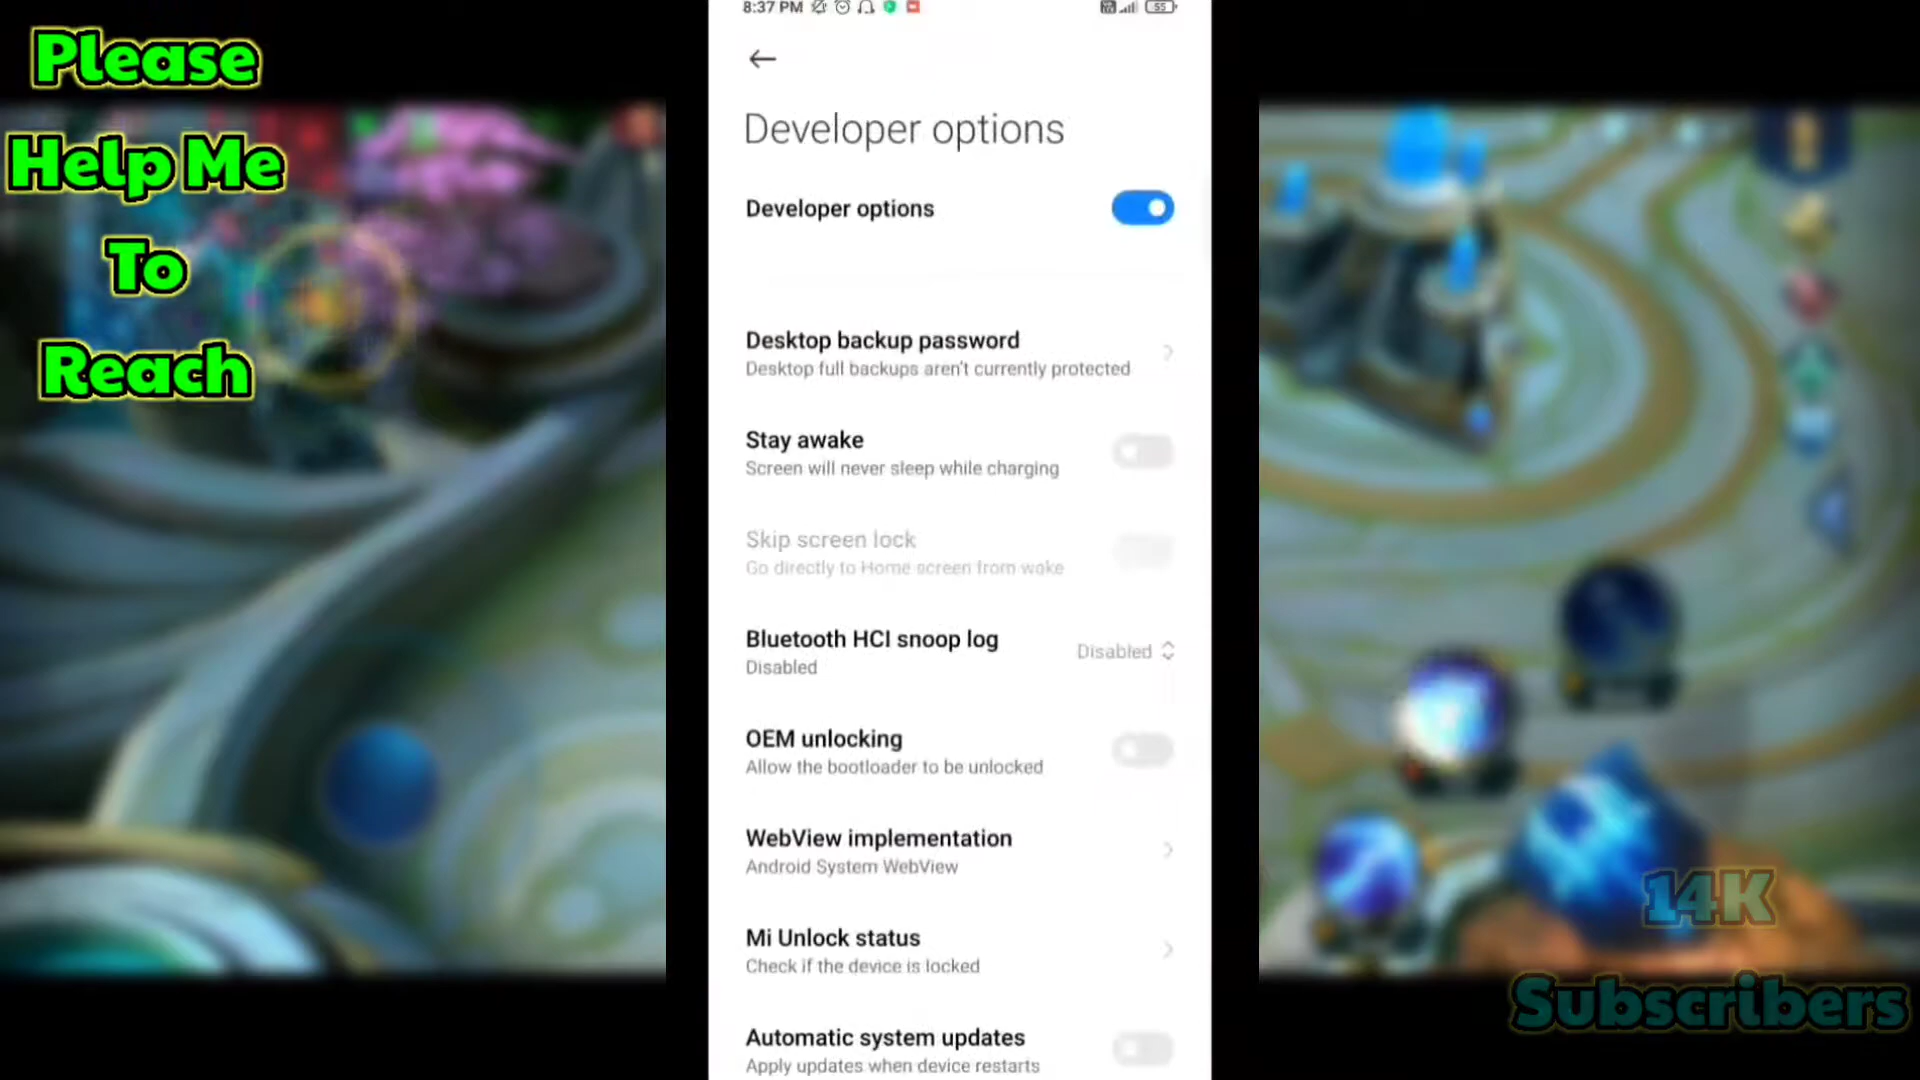 Please
Help Me
To
Reach
8:37 PM
55
Developer options
Developer options
Desktop backup password
Desktop full backups aren't currently protected
Stay awake
Screen will never sleep while charging
Skip screen lock
Go directly to Home screen from wake
Bluetooth HCI snoop log
Disabled
Disabled
OEM unlocking
Allow the bootloader to be unlocked
WebView implementation
Android System WebView
Mi Unlock status
Check if the device is locked
Automatic system updates
Apply updates when device restarts
14K
Subscribers